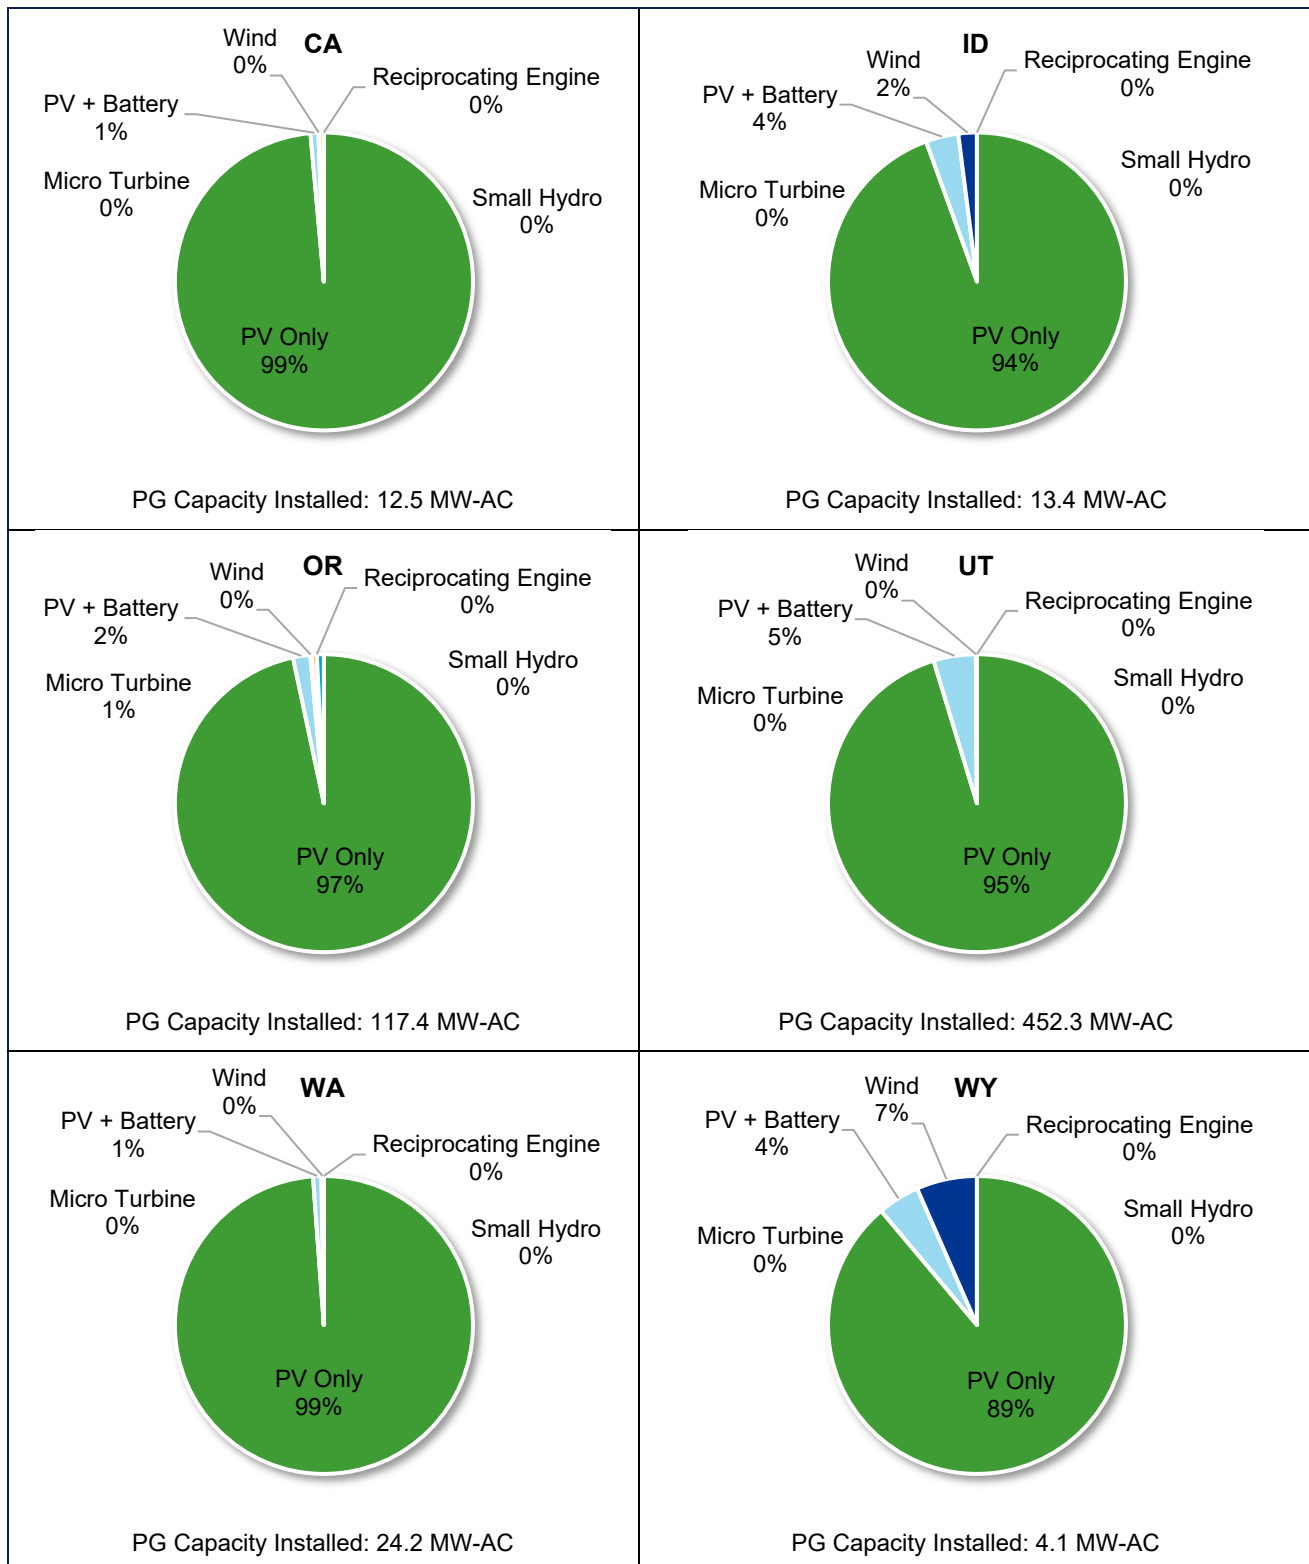 CA
Wind
0%
Reciprocating Engine
0%
PV + Battery
1%
Micro Turbine
0%
Small Hydro
0%
PV Only
99%
PG Capacity Installed: 12.5 MW-AC
ID
Wind
2%
Reciprocating Engine
0%
PV + Battery
4%
Micro Turbine
0%
Small Hydro
0%
PV Only
94%
PG Capacity Installed: 13.4 MW-AC
OR
Wind
0%
Reciprocating Engine
0%
PV + Battery
2%
Micro Turbine
1%
Small Hydro
0%
PV Only
97%
PG Capacity Installed: 117.4 MW-AC
UT
Wind
0%
Reciprocating Engine
0%
PV + Battery
5%
Micro Turbine
0%
Small Hydro
0%
PV Only
95%
PG Capacity Installed: 452.3 MW-AC
WA
Wind
0%
Reciprocating Engine
0%
PV + Battery
1%
Micro Turbine
0%
Small Hydro
0%
PV Only
99%
PG Capacity Installed: 24.2 MW-AC
WY
Wind
7%
Reciprocating Engine
0%
PV + Battery
4%
Micro Turbine
0%
Small Hydro
0%
PV Only
89%
PG Capacity Installed: 4.1 MW-AC